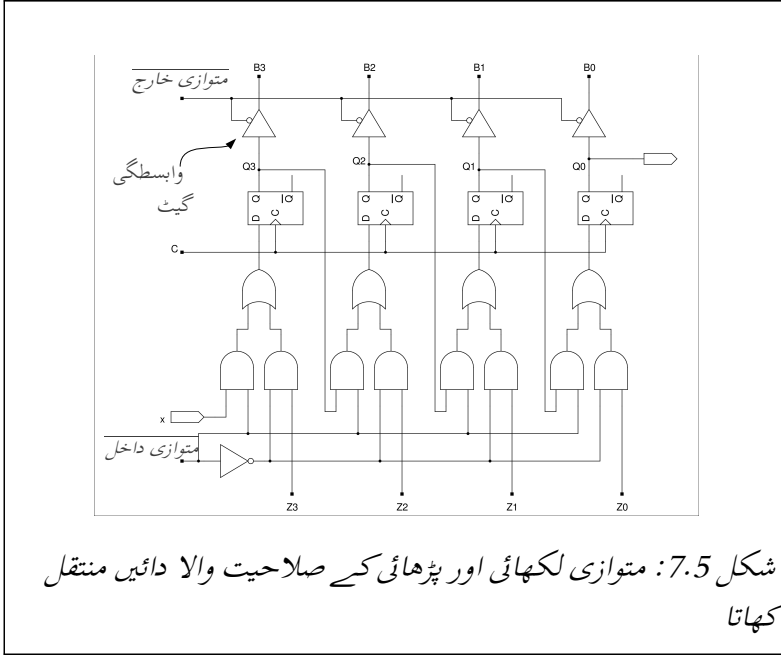 B3 B2 B1 B0
متوازی خارج
وابستگی
گیٹ
Q3 Q2 Q1 Q0
Q Q Q Q Q Q Q Q
D C D C D C D C
C
x
متوازی داخل
Z3 Z2 Z1 Z0
شکل 7.5: متوازی لکھائی اور پڑھائی کے صلاحیت والا دائیں منتقل
کھاتا